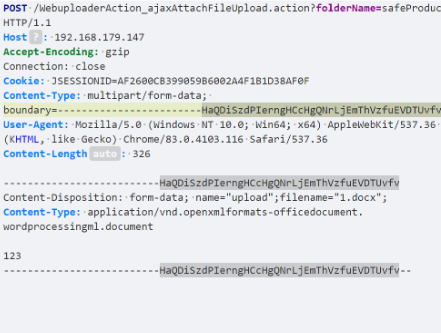 POST /WebuploaderAction_ajaxAttachFileUpload.action?folderName=safeProduc
HTTP/1.1
Host ? : 192.168.179.147
Accept-Encoding: gzip
Connection: close
Cookie: JSESSIONID=AF2600CB399059B6002A4F1B1D38AF0F
Content-Type: multipart/form-data;
boundary=----------------------HaQDiSzdPIerngHCcHgQNrLjEmThVzfuEVDTUvfv
User-Agent: Mozilla/5.0 (Windows NT 10.0; Win64; x64) AppleWebKit/537.36
(KHTML, like Gecko) Chrome/83.0.4103.116 Safari/537.36
Content-Length auto : 326

------------------------HaQDiSzdPIerngHCcHgQNrLjEmThVzfuEVDTUvfv
Content-Disposition: form-data; name="upload";filename="1.docx";
Content-Type: application/vnd.openxmlformats-officedocument.
wordprocessingml.document

123
------------------------HaQDiSzdPIerngHCcHgQNrLjEmThVzfuEVDTUvfv--